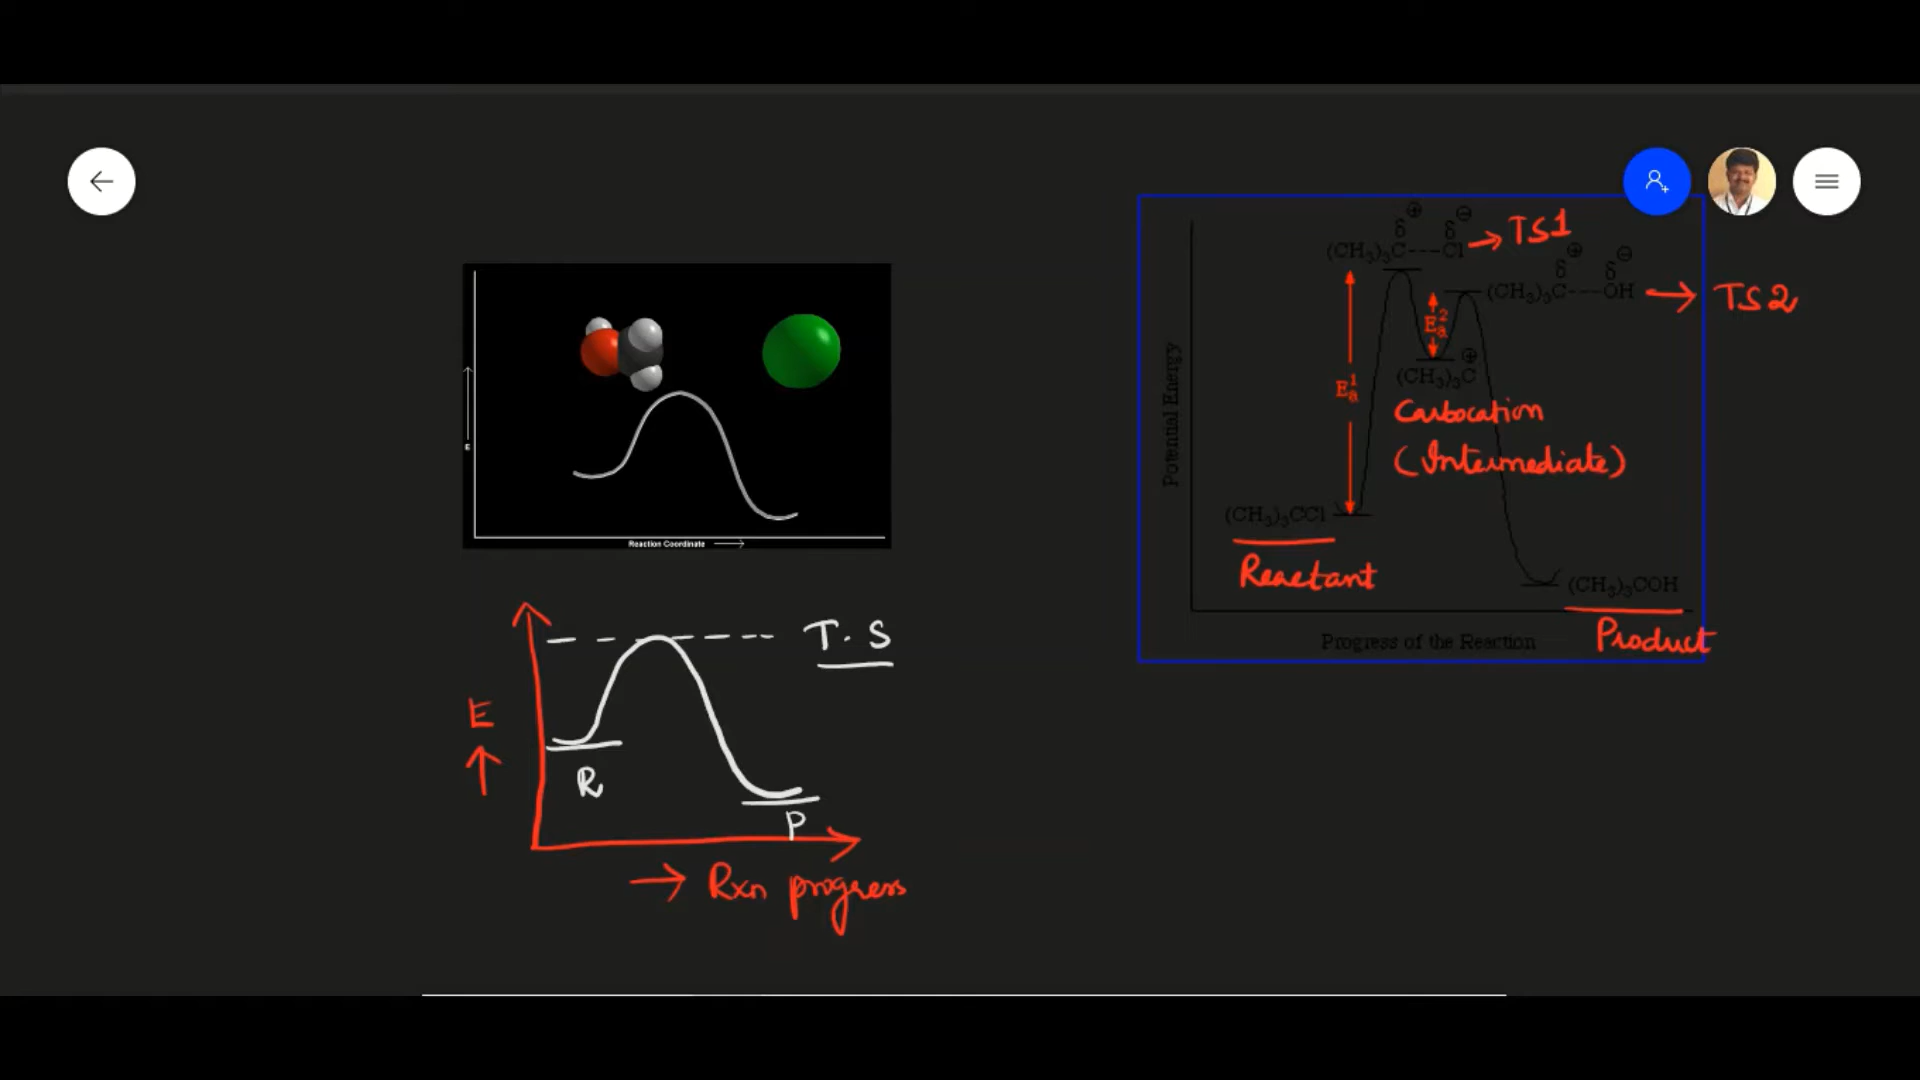 E
Reaction Coordinate
T.S
E
R
P
→ Rxn progress
Potential Energy
(CH₃)₃C---Cl → TS1
δ⊕ δ⊖
(CH₃)₃C---OH → TS2
δ⊕ δ⊖
Eₐ²
Eₐ¹
(CH₃)₃C⊕
Carbocation
(Intermediate)
(CH₃)₃CCl
Reactant
(CH₃)₃COH
Product
Progress of the Reaction